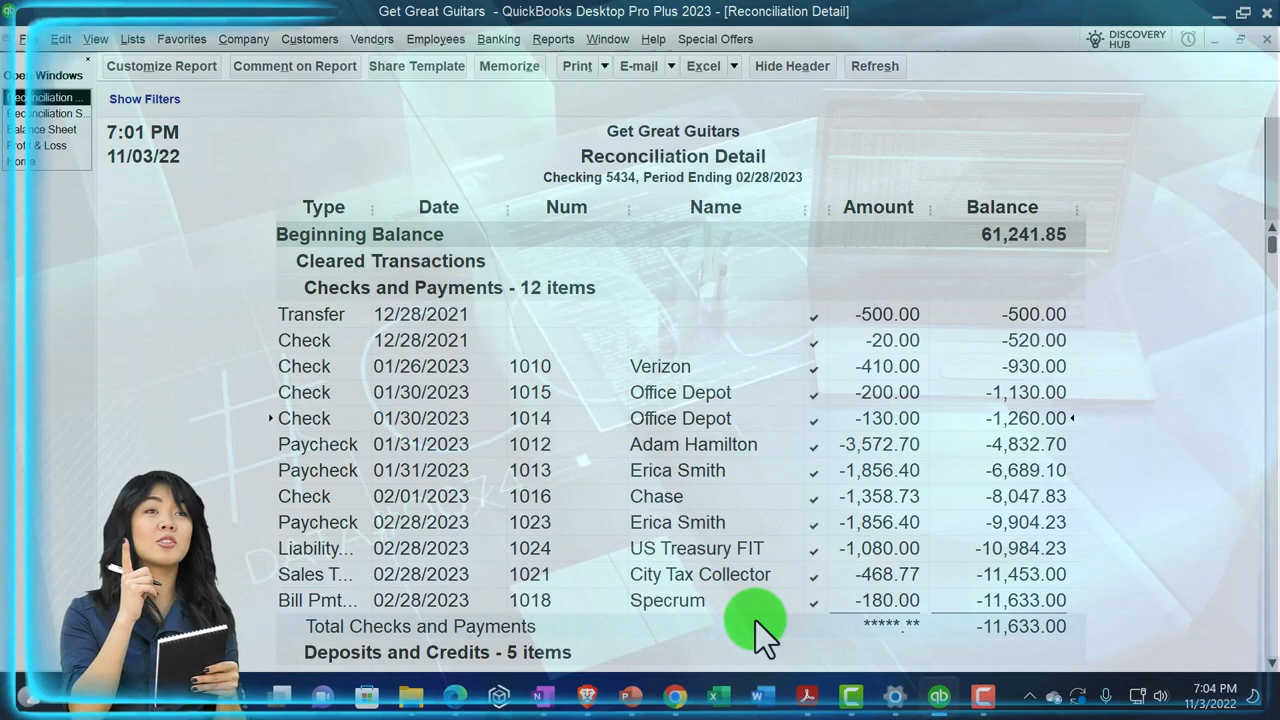 Get Great Guitars - QuickBooks Desktop Pro Plus 2023 - [Reconciliation Detail]
Edit View Lists Favorites Company Customers Vendors Employees Banking Reports Window Help Special Offers
DISCOVERY HUB
Open Windows
Customize Report Comment on Report Share Template Memorize Print E-mail Excel Hide Header Refresh
Reconciliation ...
Reconciliation S...
Balance Sheet
Profit & Loss
Home
Show Filters
7:01 PM
11/03/22
Get Great Guitars
Reconciliation Detail
Checking 5434, Period Ending 02/28/2023
Type Date Num Name Amount Balance
Beginning Balance 61,241.85
Cleared Transactions
Checks and Payments - 12 items
Transfer 12/28/2021 -500.00 -500.00
Check 12/28/2021 -20.00 -520.00
Check 01/26/2023 1010 Verizon -410.00 -930.00
Check 01/30/2023 1015 Office Depot -200.00 -1,130.00
Check 01/30/2023 1014 Office Depot -130.00 -1,260.00
Paycheck 01/31/2023 1012 Adam Hamilton -3,572.70 -4,832.70
Paycheck 01/31/2023 1013 Erica Smith -1,856.40 -6,689.10
Check 02/01/2023 1016 Chase -1,358.73 -8,047.83
Paycheck 02/28/2023 1023 Erica Smith -1,856.40 -9,904.23
Liability... 02/28/2023 1024 US Treasury FIT -1,080.00 -10,984.23
Sales T... 02/28/2023 1021 City Tax Collector -468.77 -11,453.00
Bill Pmt... 02/28/2023 1018 Specrum -180.00 -11,633.00
Total Checks and Payments *****.** -11,633.00
Deposits and Credits - 5 items
7:04 PM
11/3/2022